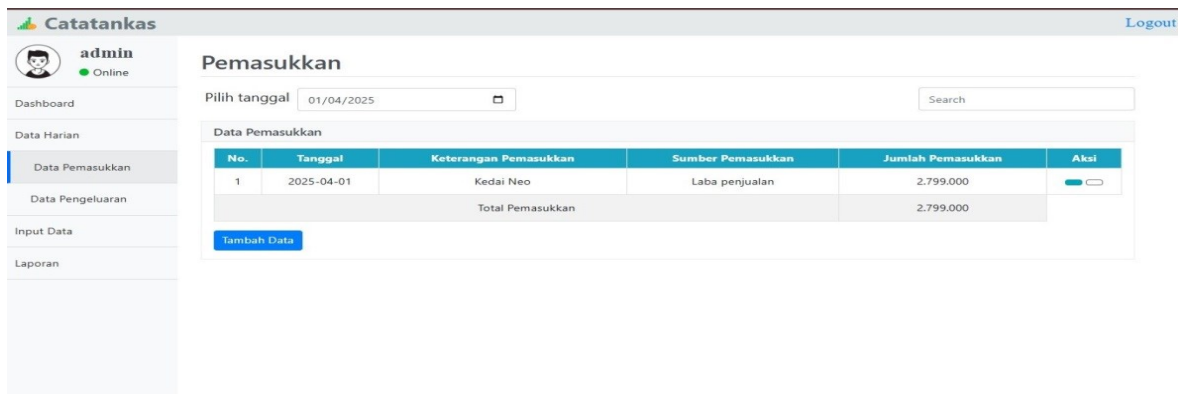 Catatankas
Logout
admin
Online
Dashboard
Data Harian
Data Pemasukkan
Data Pengeluaran
Input Data
Laporan
Pemasukkan
Pilih tanggal 01/04/2025
Search
Data Pemasukkan
No. Tanggal Keterangan Pemasukkan Sumber Pemasukkan Jumlah Pemasukkan Aksi
1 2025-04-01 Kedai Neo Laba penjualan 2.799.000
Total Pemasukkan 2.799.000
Tambah Data